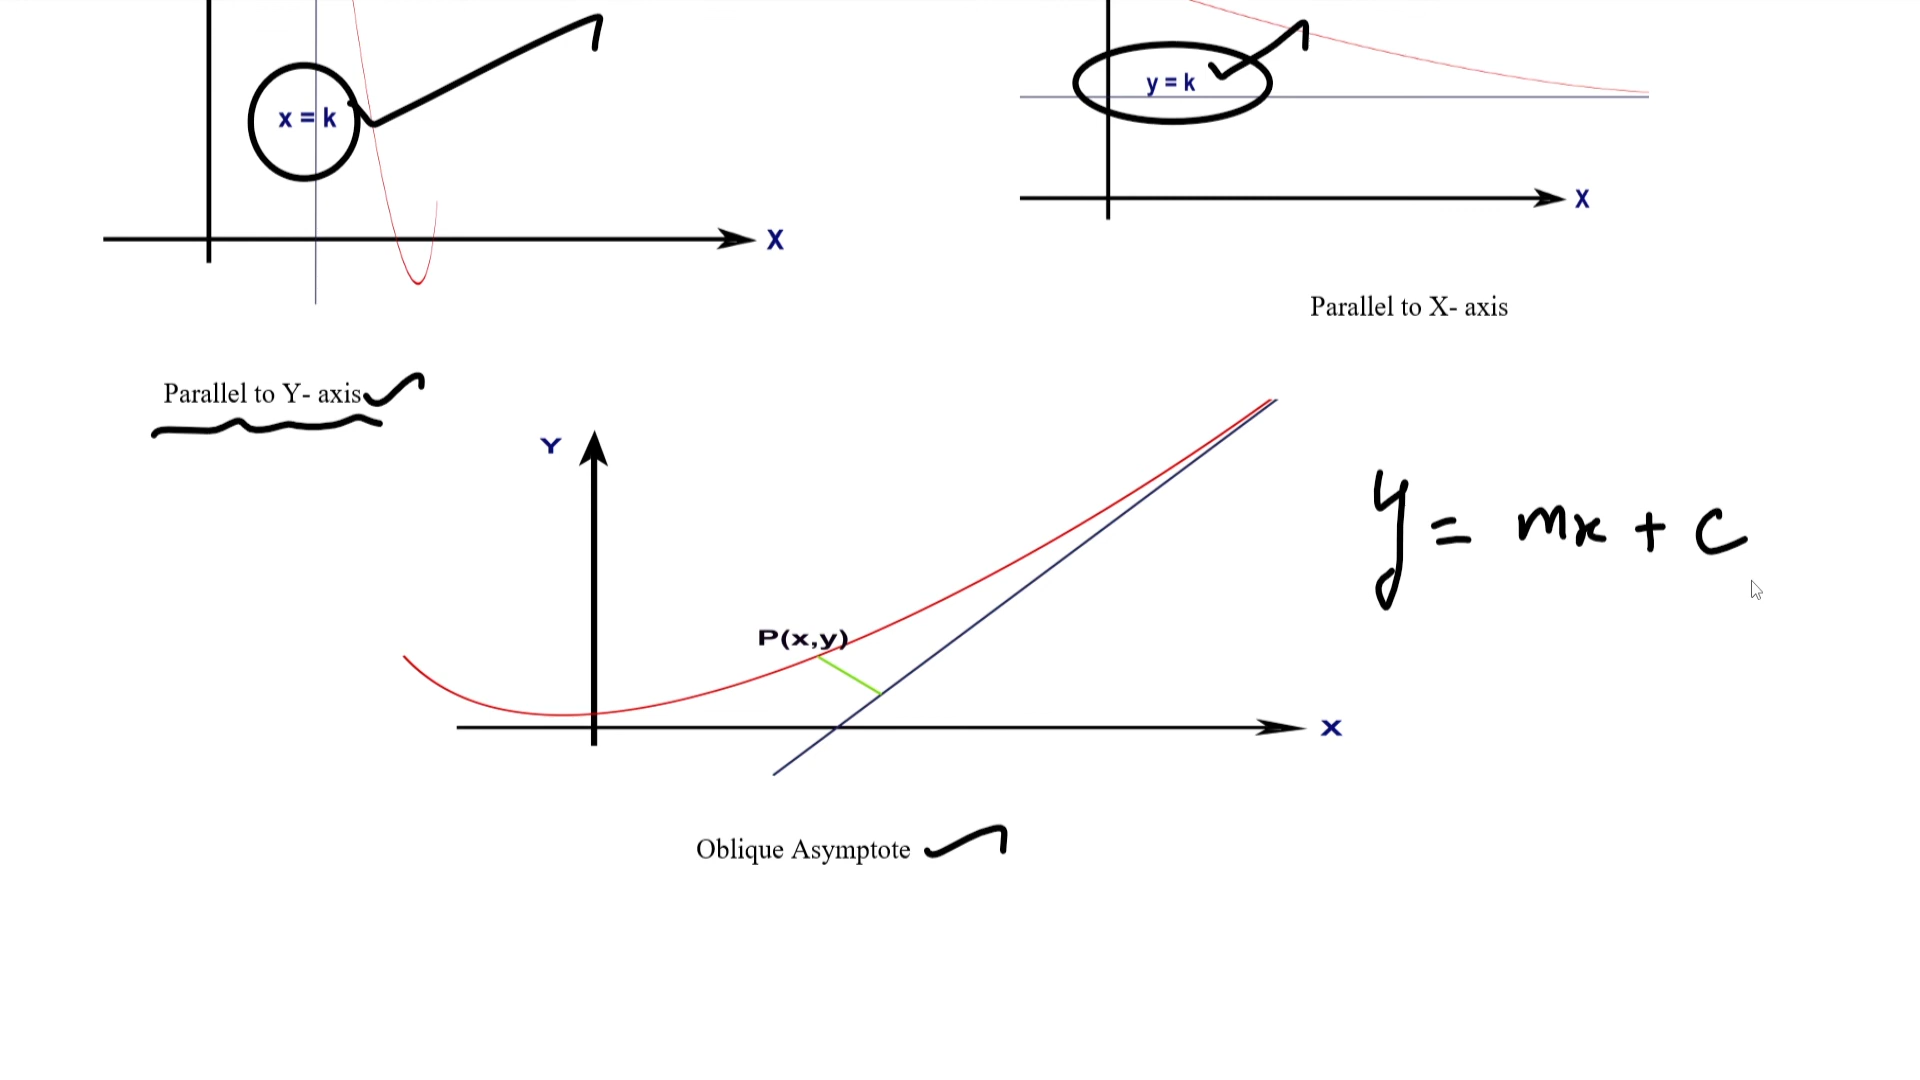 x = k
y = k
X
X
Parallel to X- axis
Parallel to Y- axis
Y
y = mx + c
P(x,y)
X
Oblique Asymptote